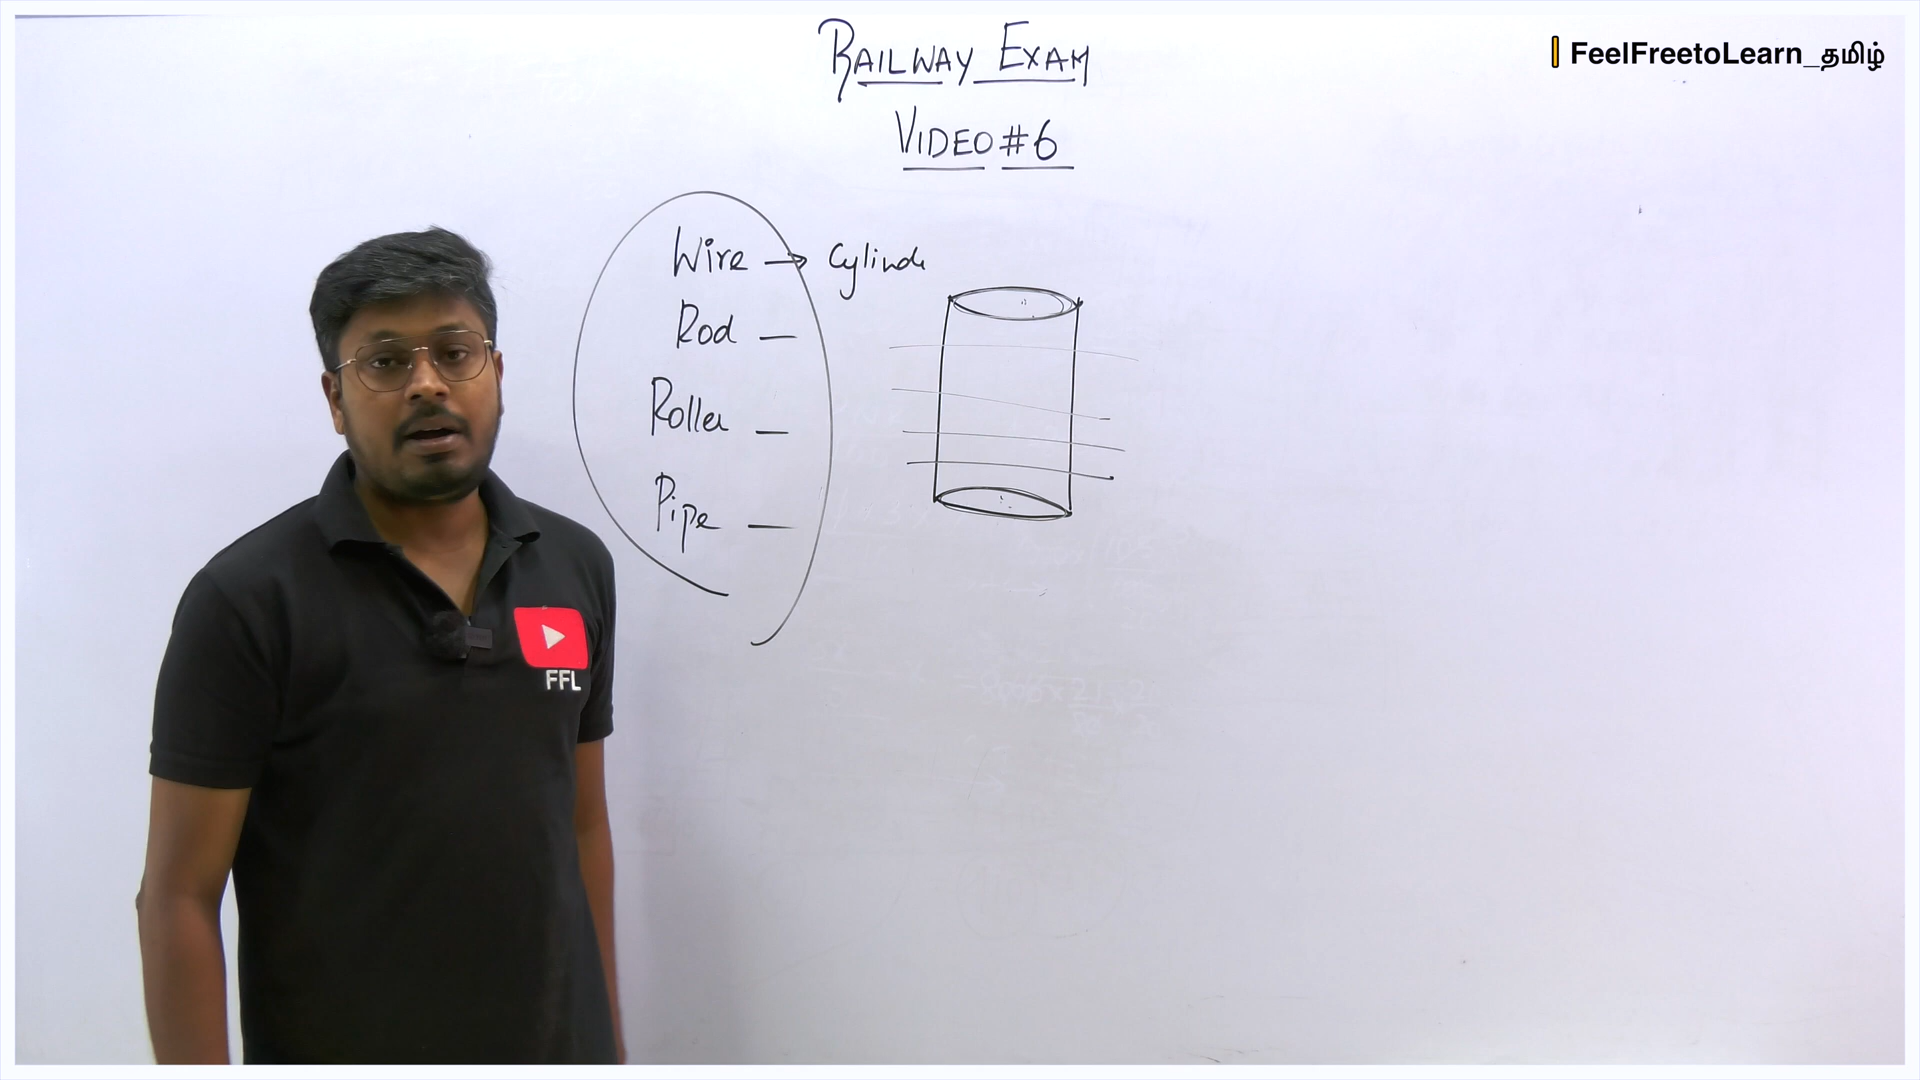 RAILWAY EXAM
FeelFreetoLearn_தமிழ்
VIDEO #6
Wire → Cylinde
Rod —
Roller —
Pipe —
FFL